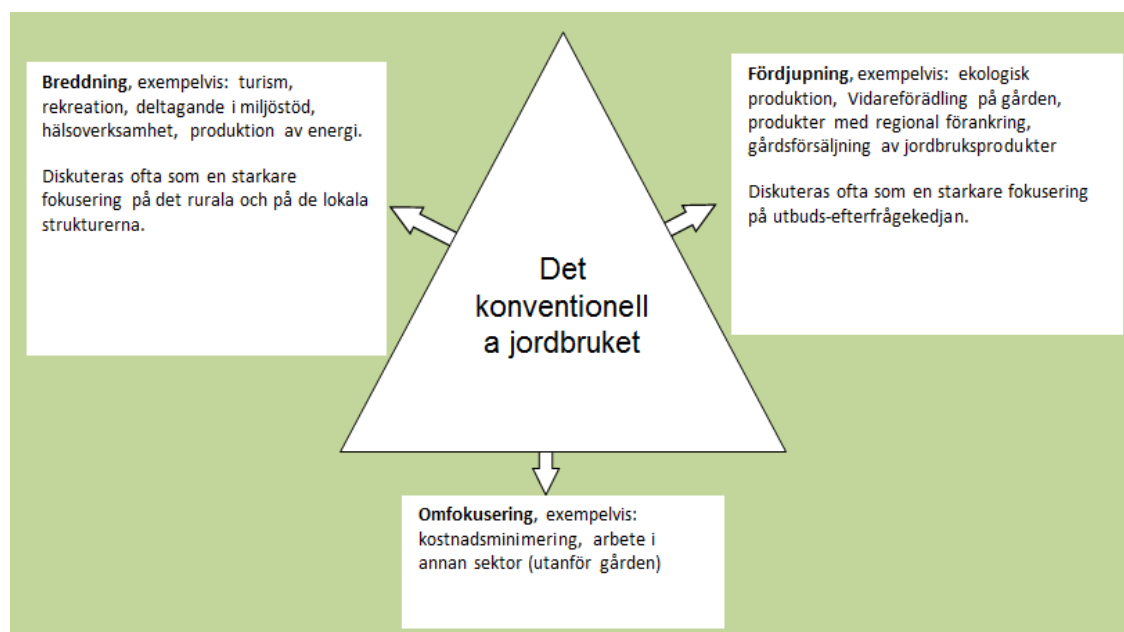 Breddning, exempelvis: turism,
rekreation, deltagande i miljöstöd,
hälsoverksamhet, produktion av energi.
Diskuteras ofta som en starkare
fokusering på det rurala och på de lokala
strukturerna.
Fördjupning, exempelvis: ekologisk
produktion, Vidareförädling på gården,
produkter med regional förankring,
gårdsförsäljning av jordbruksprodukter
Diskuteras ofta som en starkare fokusering
på utbuds-efterfrågekedjan.
Det
konventionell
a jordbruket
Omfokusering, exempelvis:
kostnadsminimering, arbete i
annan sektor (utanför gården)